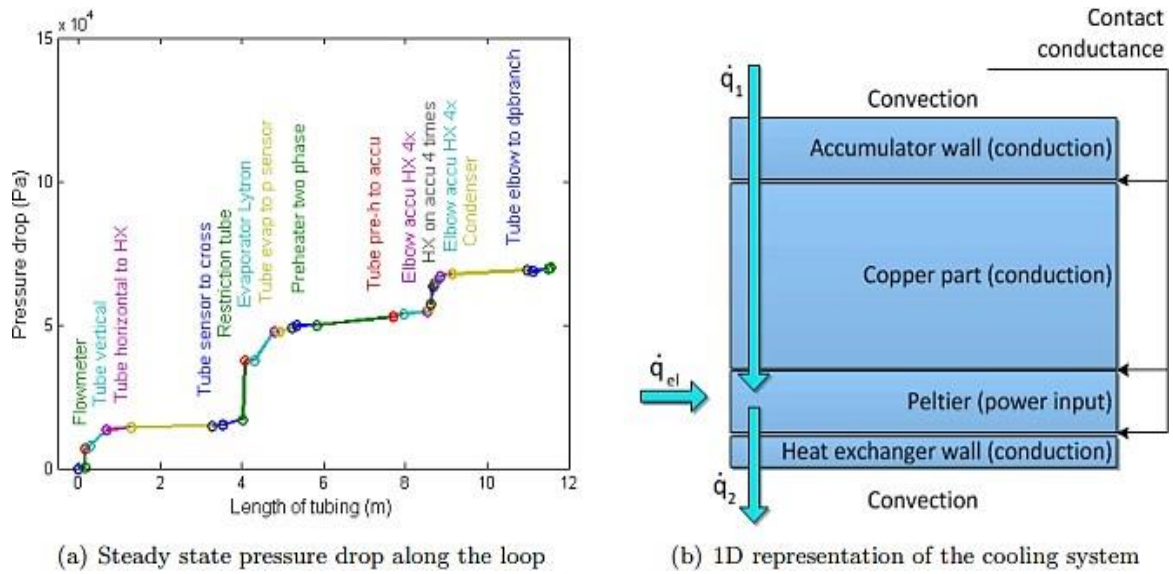 x 10⁴
15
10
5
0
0 2 4 6 8 10 12
Pressure drop (Pa)
Length of tubing (m)
Flowmeter
Tube vertical
Tube horizontal to HX
Tube sensor to cross
Restriction tube
Evaporator Lytron
Tube evap to p sensor
Preheater two phase
Tube pre-h to accu
Elbow accu HX 4x
HX on accu 4 times
Elbow accu HX 4x
Condenser
Tube elbow to dpbranch
(a) Steady state pressure drop along the loop
Contact
conductance
q̇₁
Convection
Accumulator wall (conduction)
Copper part (conduction)
q̇ₑₗ
Peltier (power input)
Heat exchanger wall (conduction)
q̇₂
Convection
(b) 1D representation of the cooling system